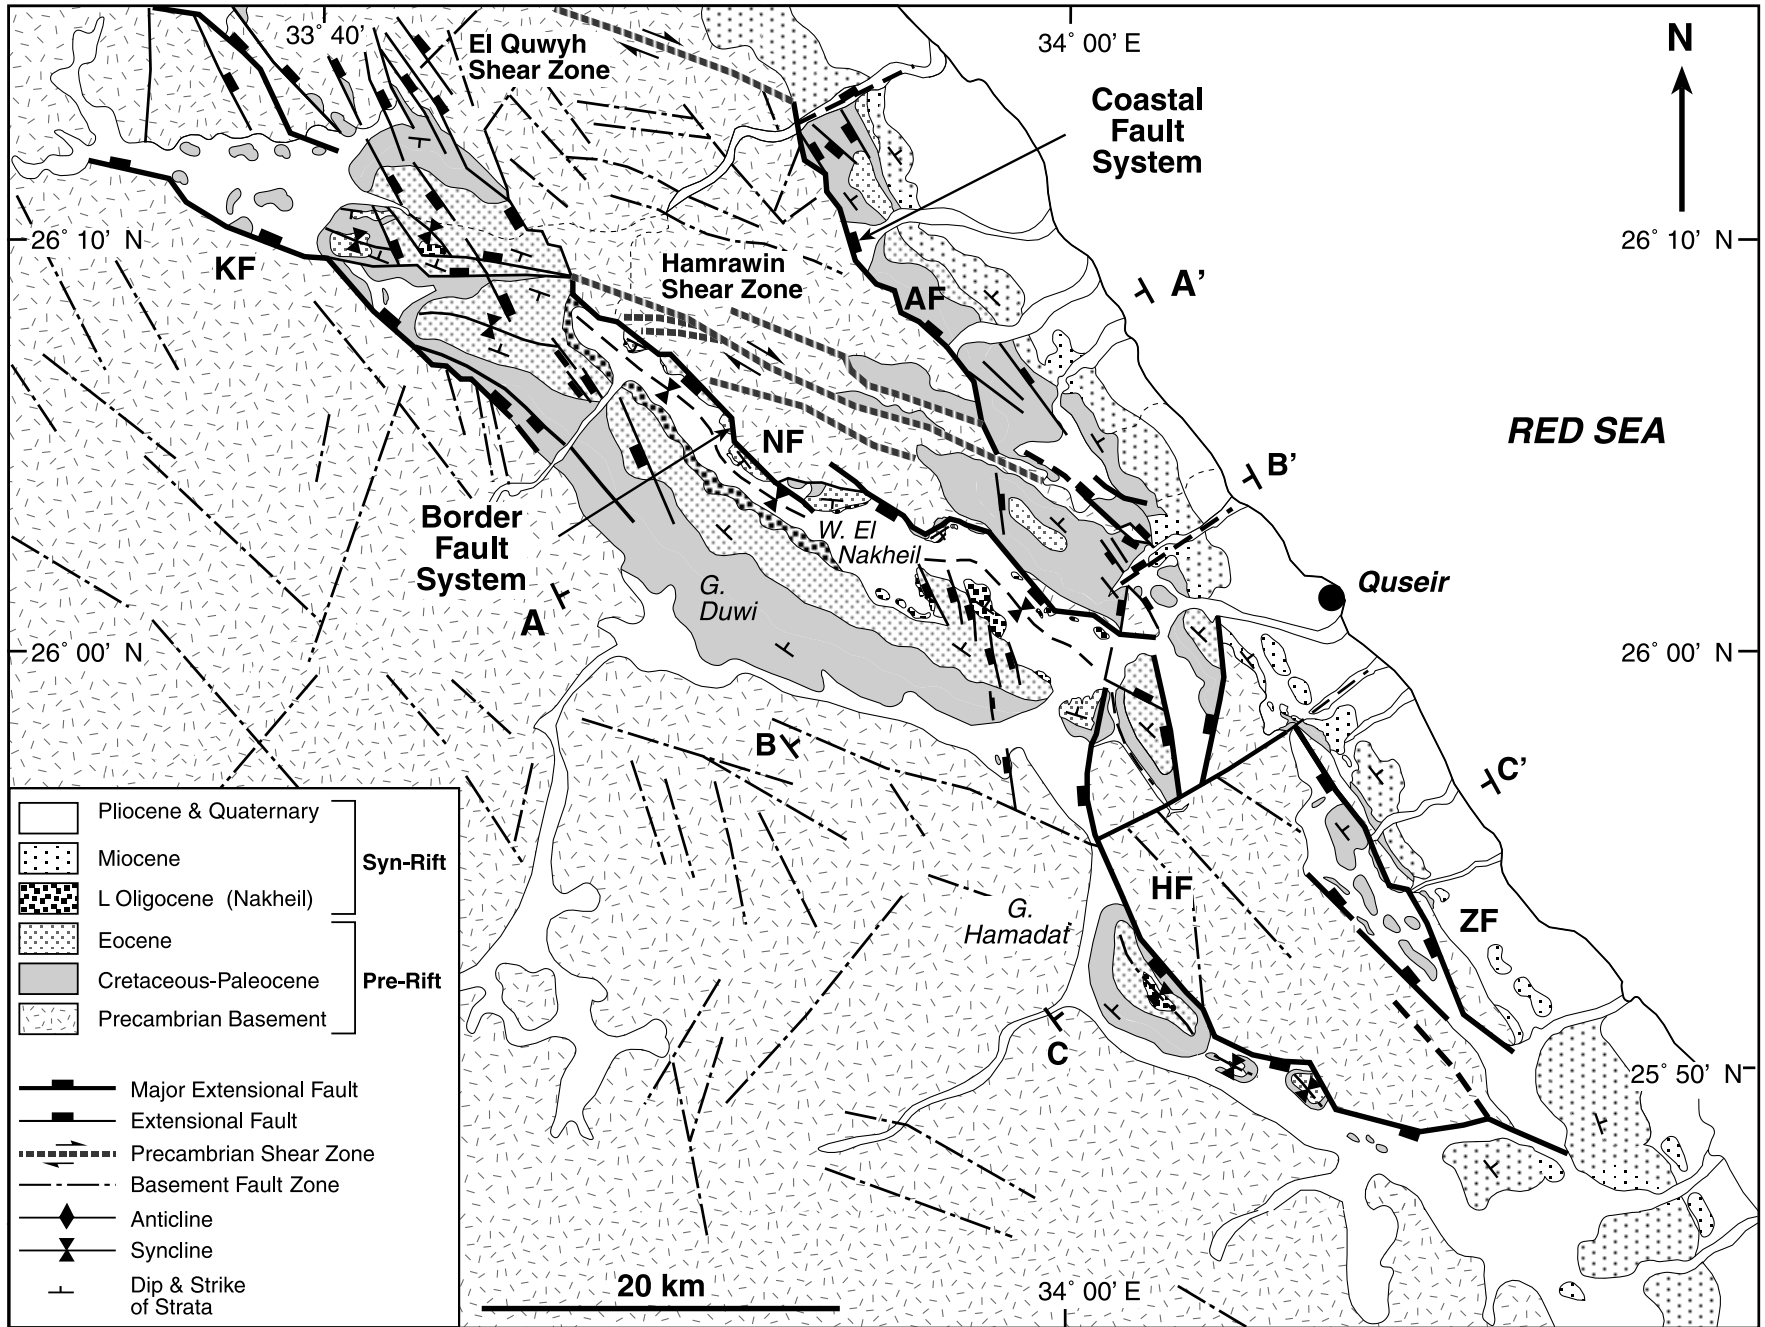 33° 40'
34° 00' E
N
El Quwyh
Shear Zone
Coastal
Fault
System
26° 10' N
26° 10' N
KF
Hamrawin
Shear Zone
AF
A'
RED SEA
NF
B'
Border
Fault
System
W. El
Nakheil
G.
Duwi
A
Quseir
26° 00' N
26° 00' N
B
C'
HF
G.
Hamadat
ZF
C
25° 50' N
Pliocene & Quaternary
Miocene
Syn-Rift
L Oligocene (Nakheil)
Eocene
Cretaceous-Paleocene
Pre-Rift
Precambrian Basement
Major Extensional Fault
Extensional Fault
Precambrian Shear Zone
Basement Fault Zone
Anticline
Syncline
Dip & Strike
of Strata
20 km
34° 00' E